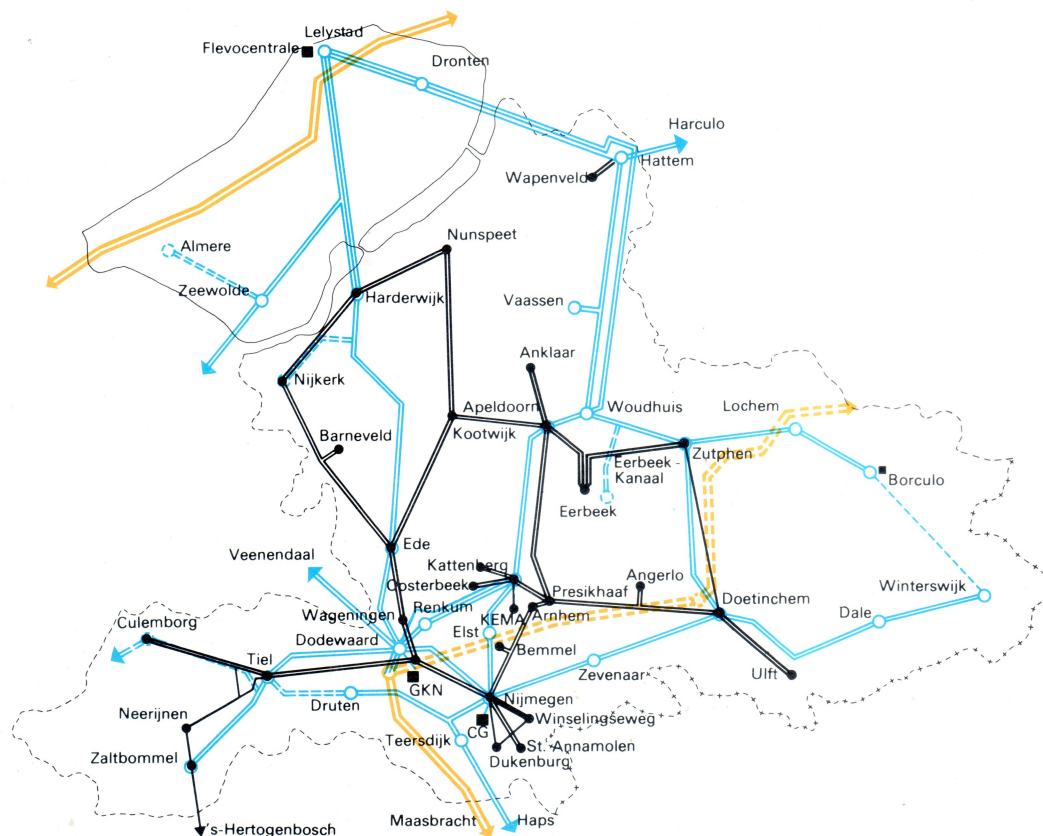 Lelystad
Flevocentrale
Dronten
Harculo
Hattem
Wapenveld
Nunspeet
Almere
Zeewolde
Harderwijk
Vaassen
Anklaar
Nijkerk
Apeldoorn
Woudhuis
Lochem
Kootwijk
Barneveld
Zutphen
Eerbeek -
Kanaal
Borculo
Eerbeek
Ede
Veenendaal
Kattenberg
Oosterbeek
Angerlo
Presikhaaf
Winterswijk
Wageningen
Renkum
KEMA
Arnhem
Doetinchem
Dale
Culemborg
Dodewaard
Elst
Bemmel
Tiel
Zevenaar
Ulft
GKN
Druten
Nijmegen
Neerijnen
CG
Winselingseweg
Teersdijk
St. Annamolen
Zaltbommel
Dukenburg
's-Hertogenbosch
Maasbracht
Haps